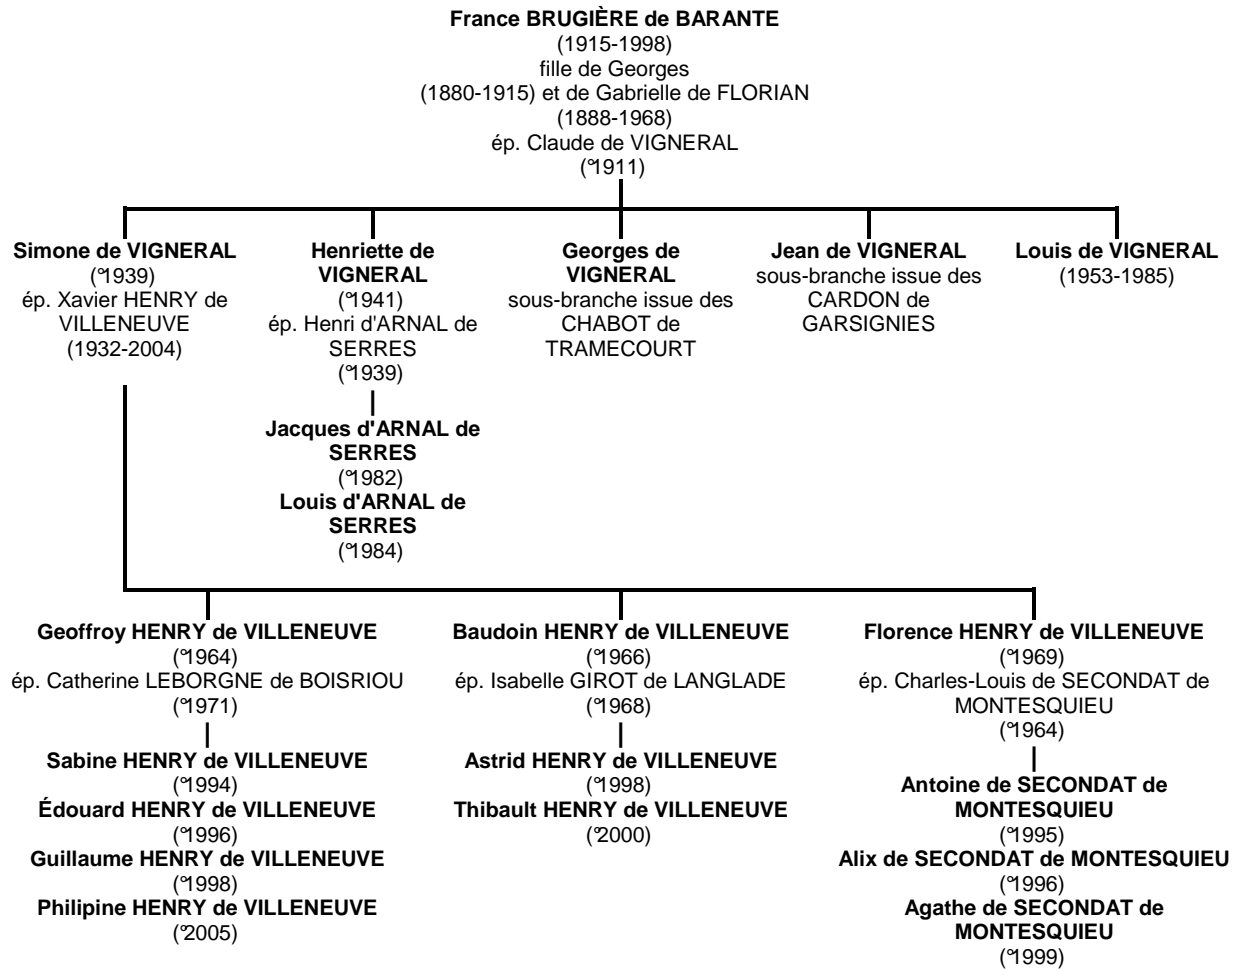 France BRUGIÈRE de BARANTE
(1915-1998)
fille de Georges
(1880-1915) et de Gabrielle de FLORIAN
(1888-1968)
ép. Claude de VIGNERAL
(°1911)
Simone de VIGNERAL
(°1939)
ép. Xavier HENRY de
VILLENEUVE
(1932-2004)
Henriette de
VIGNERAL
(°1941)
ép. Henri d'ARNAL de
SERRES
(°1939)
Jacques d'ARNAL de
SERRES
(°1982)
Louis d'ARNAL de
SERRES
(°1984)
Georges de
VIGNERAL
sous-branche issue des
CHABOT de
TRAMECOURT
Jean de VIGNERAL
sous-branche issue des
CARDON de
GARSIGNIES
Louis de VIGNERAL
(1953-1985)
Geoffroy HENRY de VILLENEUVE
(°1964)
ép. Catherine LEBORGNE de BOISRIOU
(°1971)
Sabine HENRY de VILLENEUVE
(°1994)
Édouard HENRY de VILLENEUVE
(°1996)
Guillaume HENRY de VILLENEUVE
(°1998)
Philipine HENRY de VILLENEUVE
(°2005)
Baudoin HENRY de VILLENEUVE
(°1966)
ép. Isabelle GIROT de LANGLADE
(°1968)
Astrid HENRY de VILLENEUVE
(°1998)
Thibault HENRY de VILLENEUVE
(°2000)
Florence HENRY de VILLENEUVE
(°1969)
ép. Charles-Louis de SECONDAT de
MONTESQUIEU
(°1964)
Antoine de SECONDAT de
MONTESQUIEU
(°1995)
Alix de SECONDAT de MONTESQUIEU
(°1996)
Agathe de SECONDAT de
MONTESQUIEU
(°1999)